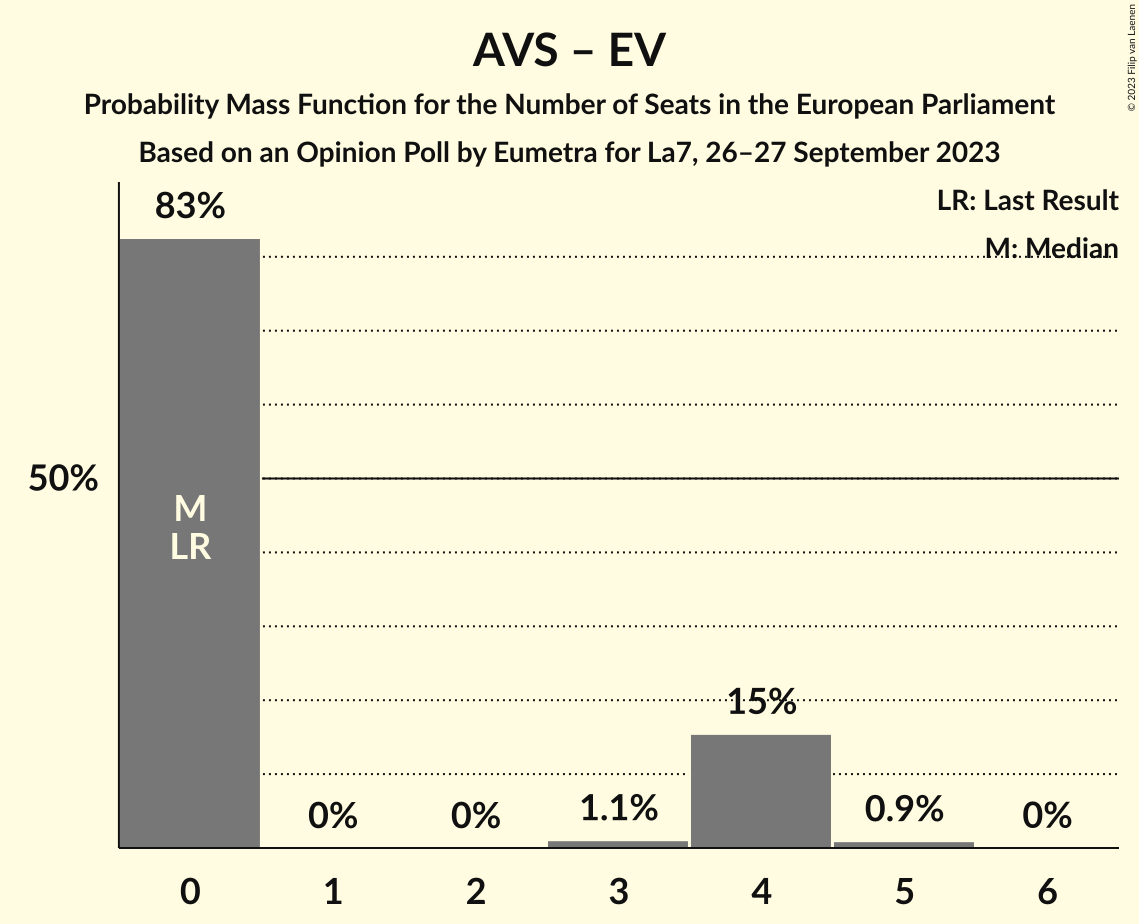 AVS – EV
Probability Mass Function for the Number of Seats in the European Parliament
Based on an Opinion Poll by Eumetra for La7, 26–27 September 2023
© 2023 Filip van Laenen
LR: Last Result
M: Median
83%
50%
M
LR
15%
0%
0%
1.1%
0.9%
0%
0
1
2
3
4
5
6